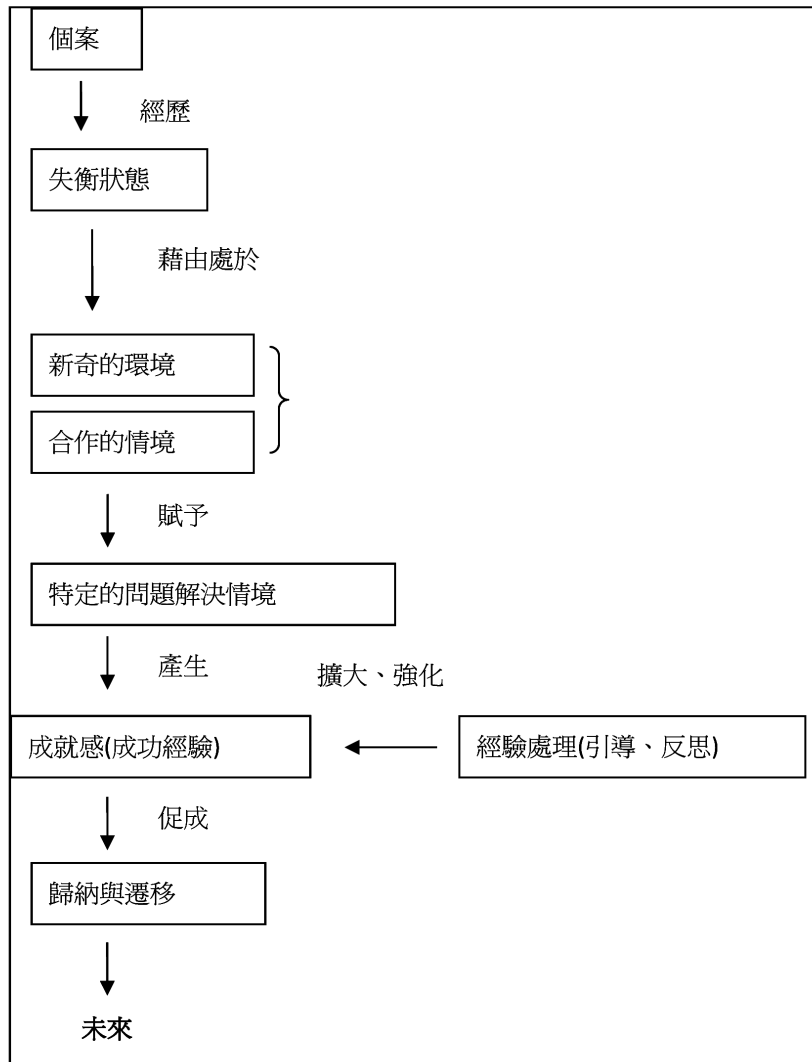 個案
經歷
失衡狀態
藉由處於
新奇的環境
合作的情境
賦予
特定的問題解決情境
產生
擴大、強化
成就感(成功經驗)
經驗處理(引導、反思)
促成
歸納與遷移
未來